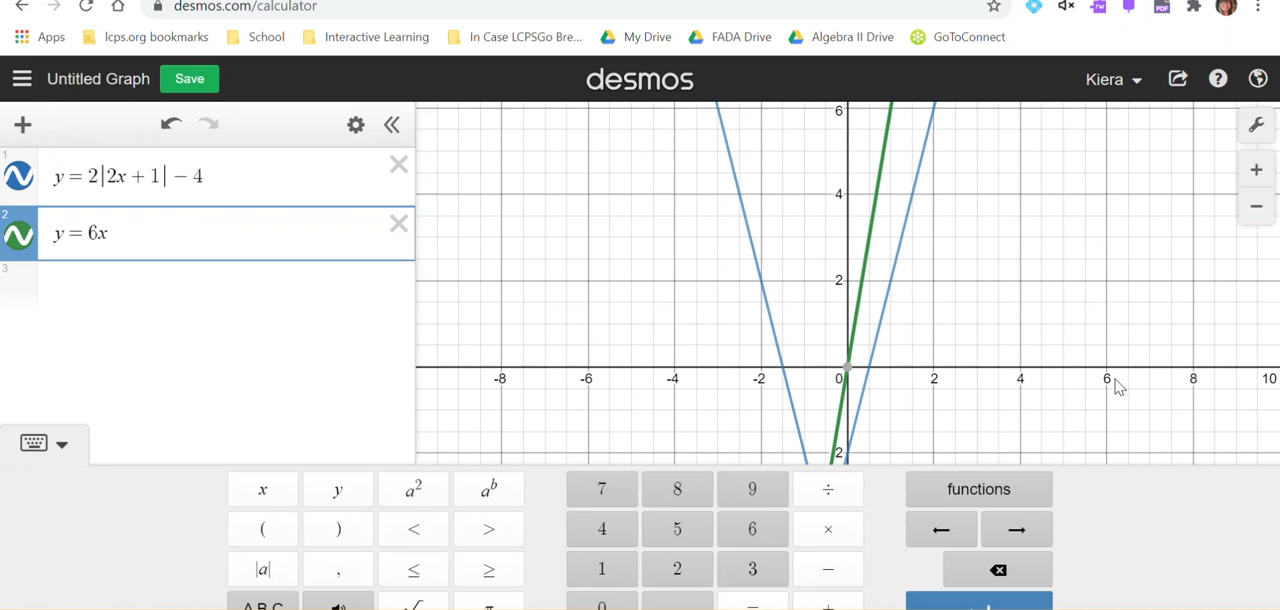 desmos.com/calculator
Apps lcps.org bookmarks School Interactive Learning In Case LCPSGo Bre... My Drive FADA Drive Algebra II Drive GoToConnect
Untitled Graph Save desmos Kiera
1
y = 2|2x + 1| − 4
2
y = 6x
3
6
4
2
-8 -6 -4 -2 0 2 4 6 8 10
2
x y a² aᵇ 7 8 9 ÷ functions
( ) < > 4 5 6 × ← →
|a| , ≤ ≥ 1 2 3 −
A B C √ π 0 . − +